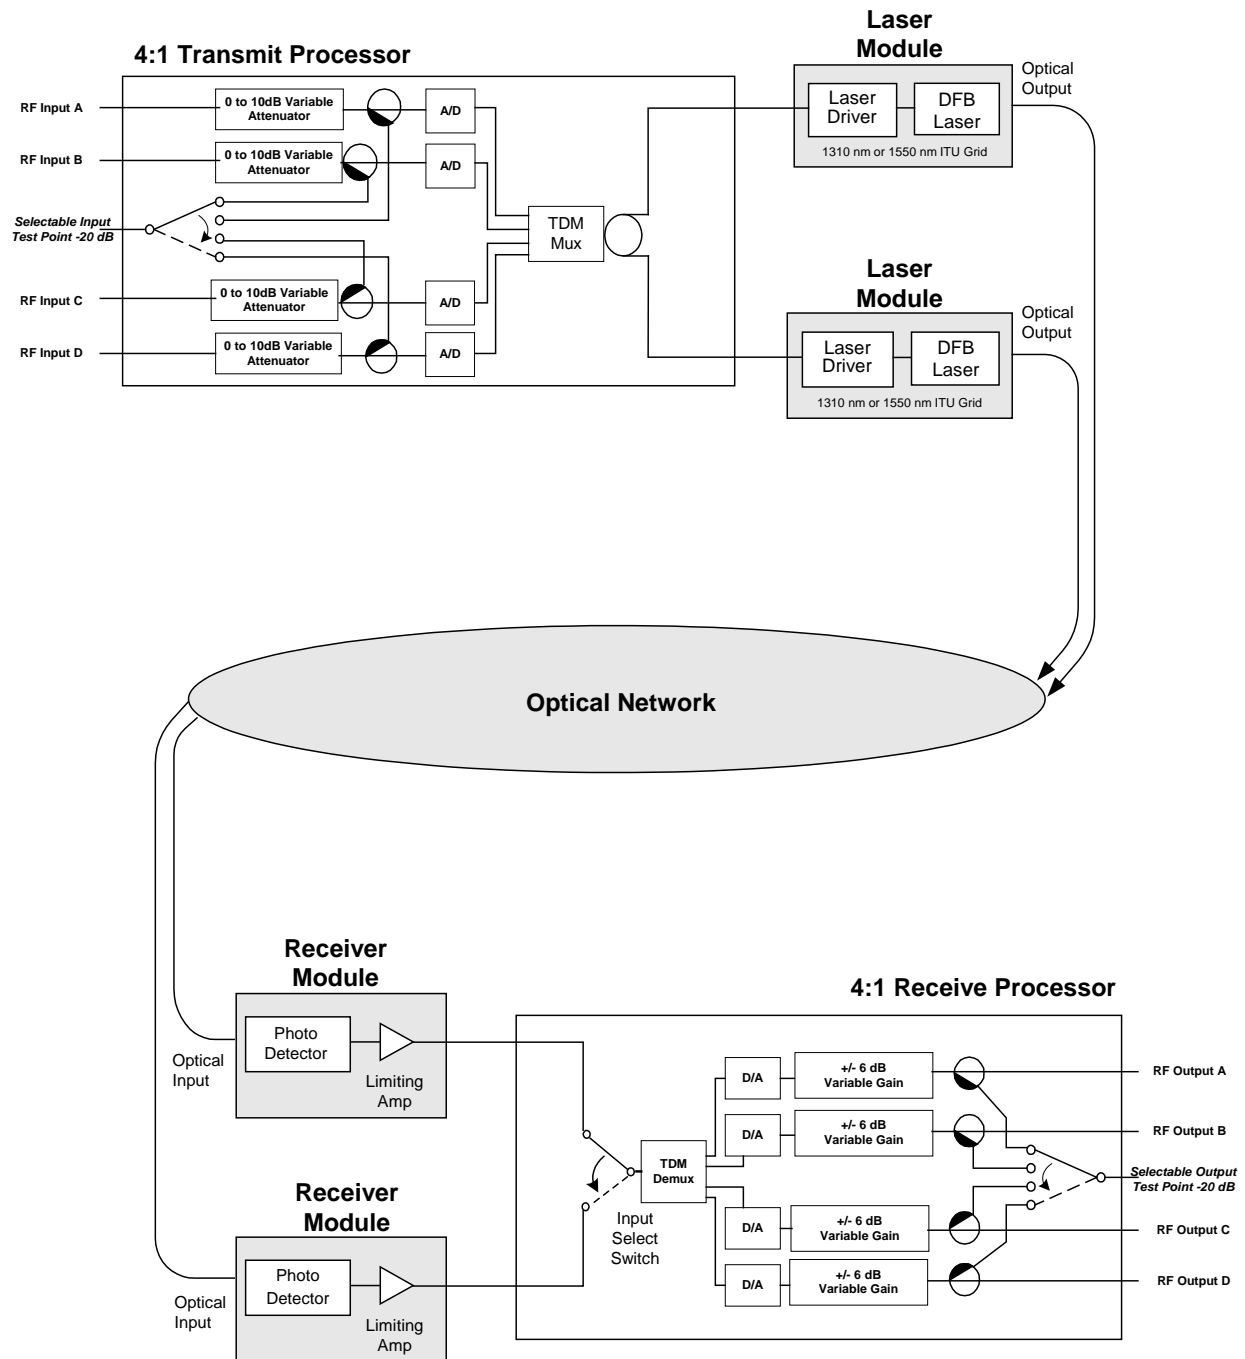 Laser
Module
4:1 Transmit Processor
Optical
Output
RF Input A
0 to 10dB Variable
Attenuator
A/D
Laser
Driver
DFB
Laser
1310 nm or 1550 nm ITU Grid
RF Input B
0 to 10dB Variable
Attenuator
A/D
Selectable Input
Test Point -20 dB
TDM
Mux
Laser
Module
RF Input C
0 to 10dB Variable
Attenuator
A/D
Optical
Output
RF Input D
0 to 10dB Variable
Attenuator
A/D
Laser
Driver
DFB
Laser
1310 nm or 1550 nm ITU Grid
Optical Network
Receiver
Module
4:1 Receive Processor
Photo
Detector
Optical
Input
Limiting
Amp
D/A
+/- 6 dB
Variable Gain
RF Output A
D/A
+/- 6 dB
Variable Gain
RF Output B
TDM
Demux
Selectable Output
Test Point -20 dB
Receiver
Module
Input
Select
Switch
D/A
+/- 6 dB
Variable Gain
RF Output C
Photo
Detector
D/A
+/- 6 dB
Variable Gain
RF Output D
Optical
Input
Limiting
Amp